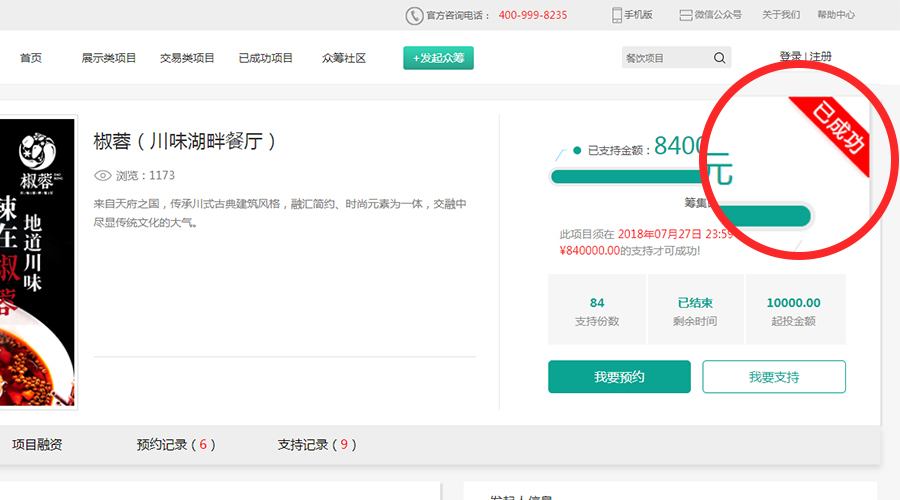 官方咨询电话： 400-999-8235 手机版 微信公众号 关于我们 帮助中心
首页 展示类项目 交易类项目 已成功项目 众筹社区 +发起众筹 餐饮项目 登录 | 注册
椒蓉
辣在椒蓉
地道川味
椒蓉（川味湖畔餐厅）
浏览：1173
来自天府之国，传承川式古典建筑风格，融汇简约、时尚元素为一体，交融中
尽显传统文化的大气。
已成功
已支持金额：8400
元
筹集
此项目须在 2018年07月27日 23:59
¥840000.00的支持才可成功!
84 已结束 10000.00
支持份数 剩余时间 起投金额
我要预约 我要支持
项目融资 预约记录（6） 支持记录（9）
发起人信息